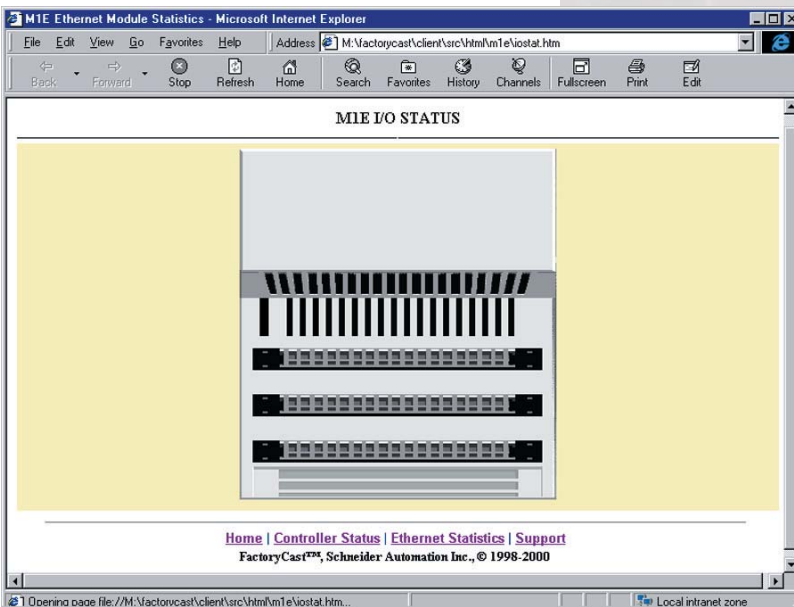 M1E Ethernet Module Statistics - Microsoft Internet Explorer
File Edit View Go Favorites Help Address M:\factorycast\client\src\html\m1e\iostat.htm
Back Forward Stop Refresh Home Search Favorites History Channels Fullscreen Print Edit
M1E I/O STATUS
Home | Controller Status | Ethernet Statistics | Support
FactoryCast™, Schneider Automation Inc., © 1998-2000
Opening page file://M:\factorycast\client\src\html\m1e\iostat.htm... Local intranet zone